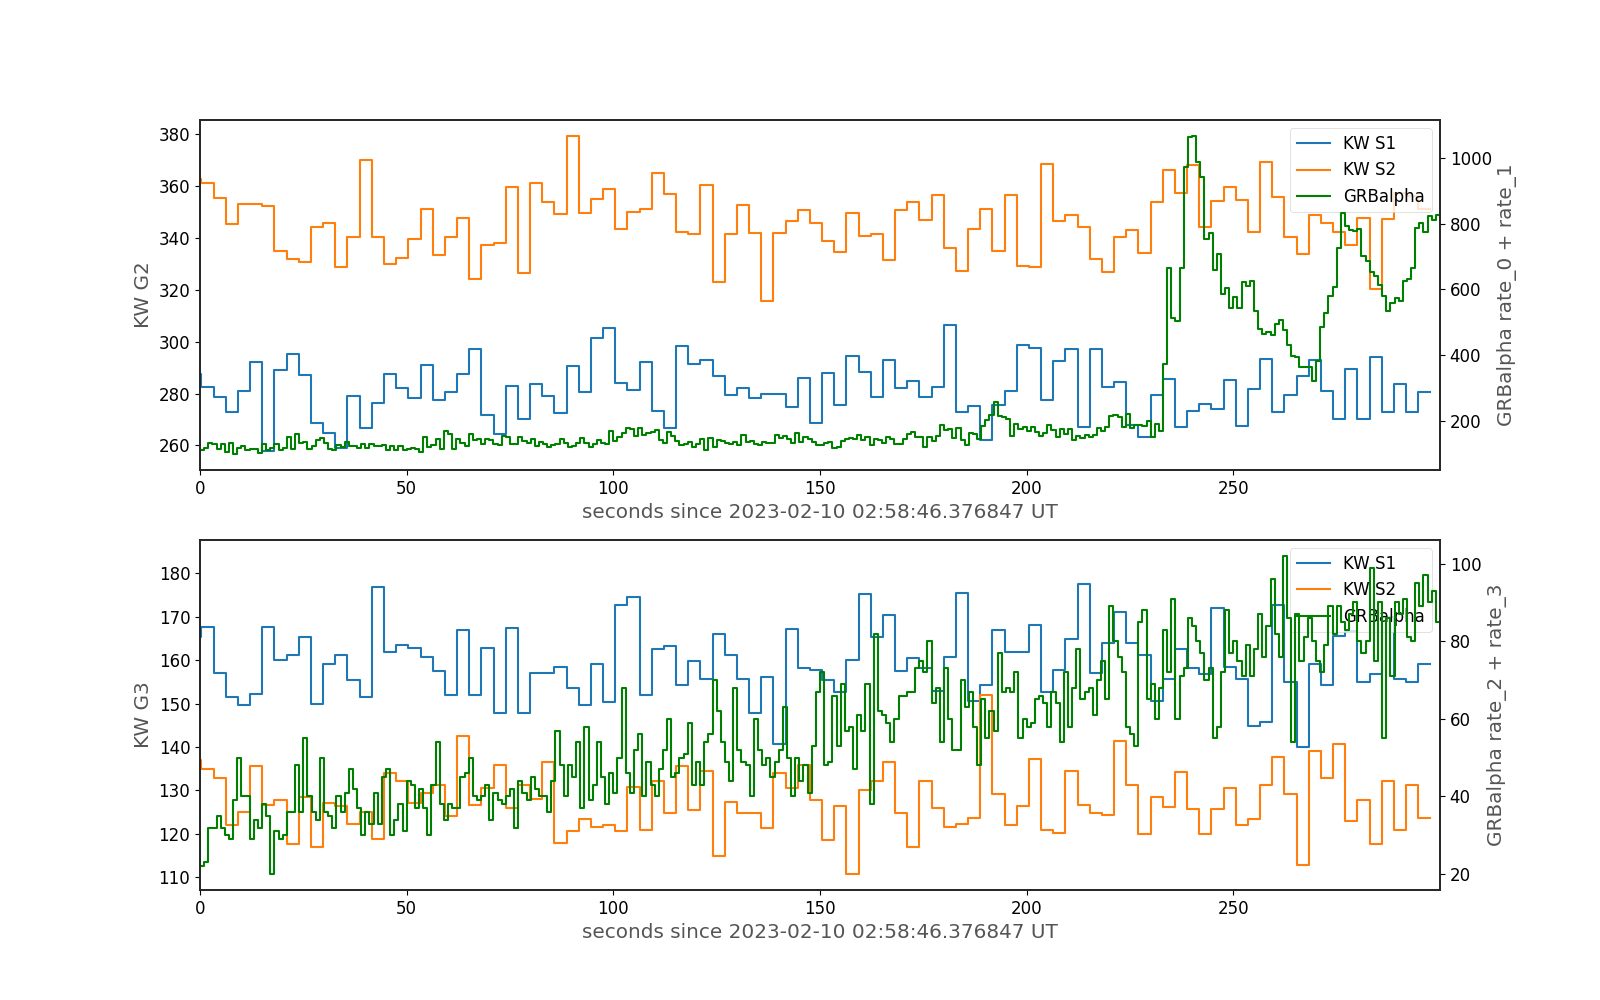 KW G2
380
360
340
320
300
280
260
KW S1
KW S2
GRBalpha
1000
800
600
400
200
GRBalpha rate_0 + rate_1
0 50 100 150 200 250
seconds since 2023-02-10 02:58:46.376847 UT
KW G3
180
170
160
150
140
130
120
110
KW S1
KW S2
GRBalpha
100
80
60
40
20
GRBalpha rate_2 + rate_3
0 50 100 150 200 250
seconds since 2023-02-10 02:58:46.376847 UT